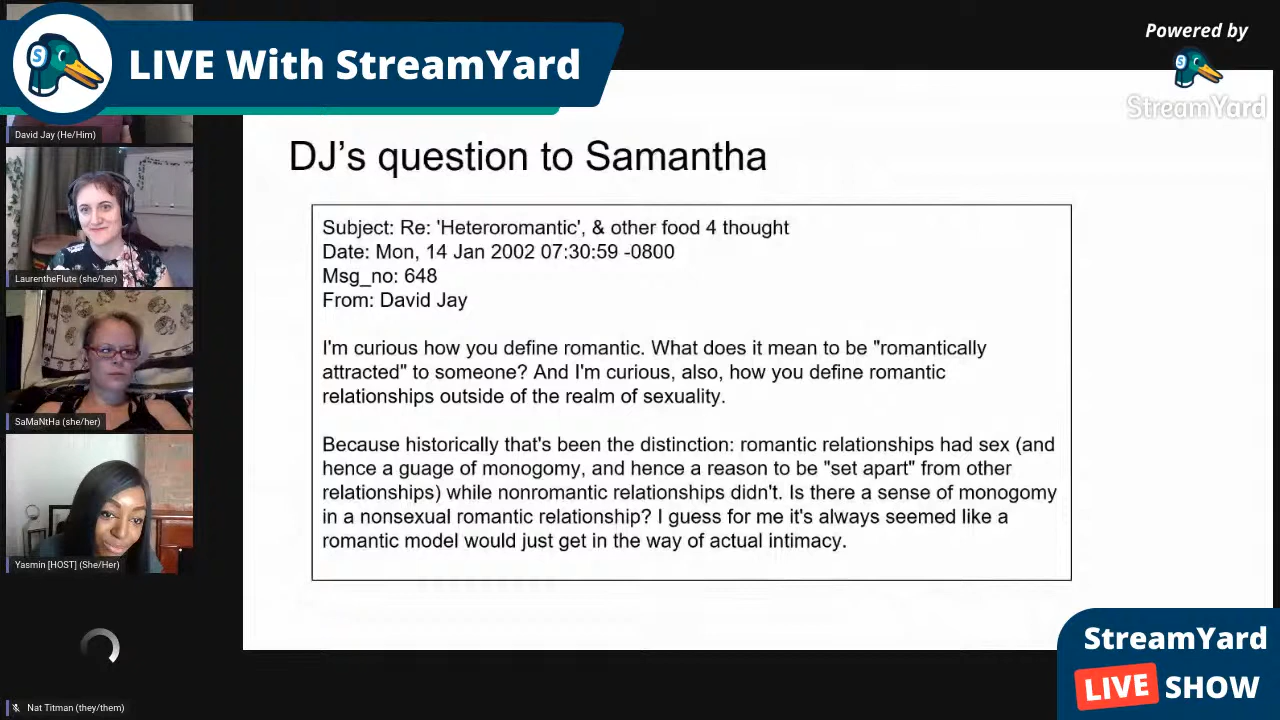 LIVE With StreamYard
Powered by
StreamYard
David Jay (He/Him)
LaurentheFlute (she/her)
SaMaNtHa (she/her)
Yasmin [HOST] (She/Her)
Nat Titman (they/them)
DJ's question to Samantha
Subject: Re: 'Heteroromantic', & other food 4 thought
Date: Mon, 14 Jan 2002 07:30:59 -0800
Msg_no: 648
From: David Jay
I'm curious how you define romantic. What does it mean to be "romantically
attracted" to someone? And I'm curious, also, how you define romantic
relationships outside of the realm of sexuality.
Because historically that's been the distinction: romantic relationships had sex (and
hence a guage of monogomy, and hence a reason to be "set apart" from other
relationships) while nonromantic relationships didn't. Is there a sense of monogomy
in a nonsexual romantic relationship? I guess for me it's always seemed like a
romantic model would just get in the way of actual intimacy.
StreamYard
LIVE SHOW